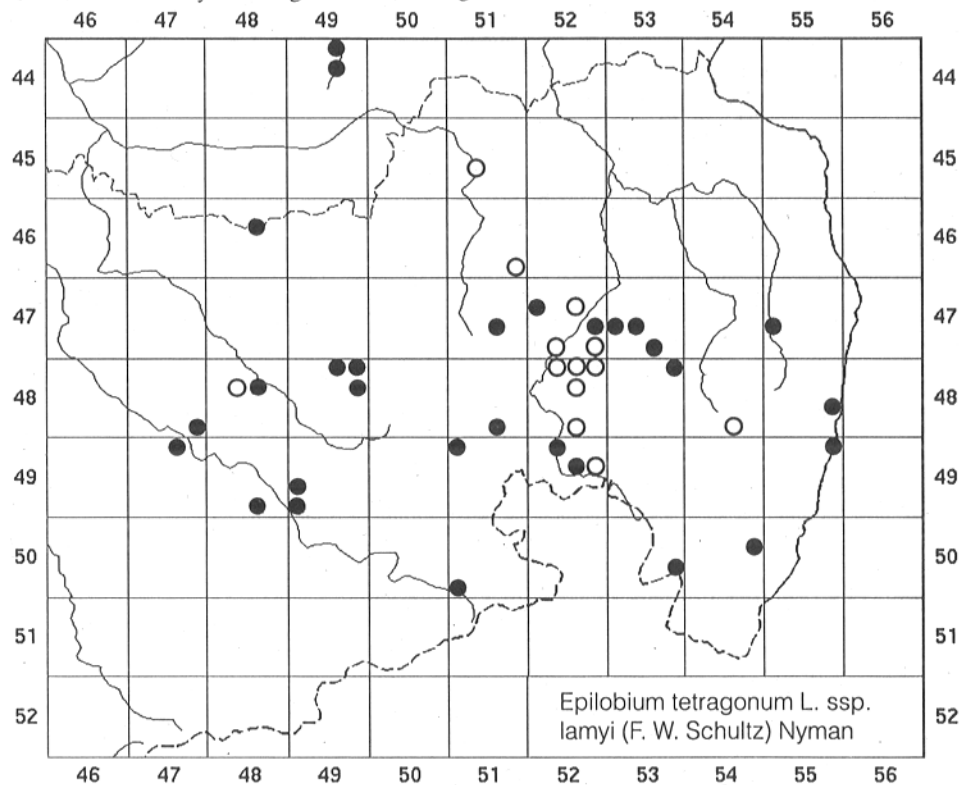 46 47 48 49 50 51 52 53 54 55 56
44 44
45 45
46 46
47 47
48 48
49 49
50 50
51 51
52 52
Epilobium tetragonum L. ssp.
lamyi (F. W. Schultz) Nyman
46 47 48 49 50 51 52 53 54 55 56